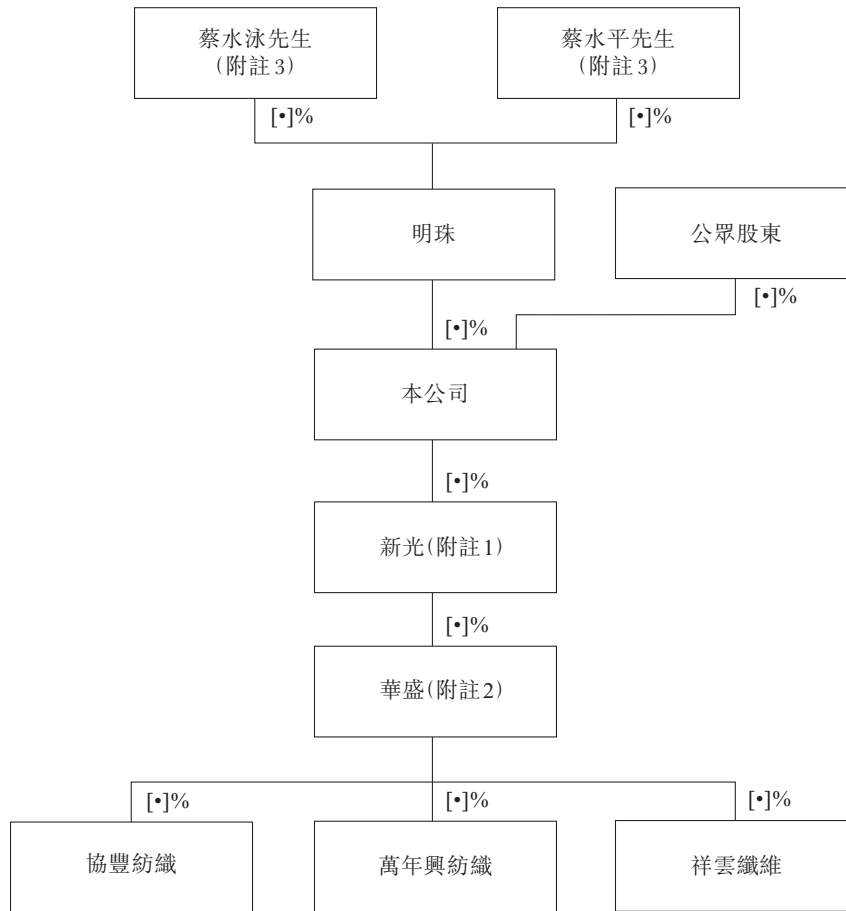 蔡水泳先生
(附註3)
蔡水平先生
(附註3)
[•]%
[•]%
明珠
公眾股東
[•]%
[•]%
本公司
[•]%
新光(附註1)
[•]%
華盛(附註2)
[•]%
[•]%
[•]%
協豐紡織
萬年興紡織
祥雲纖維